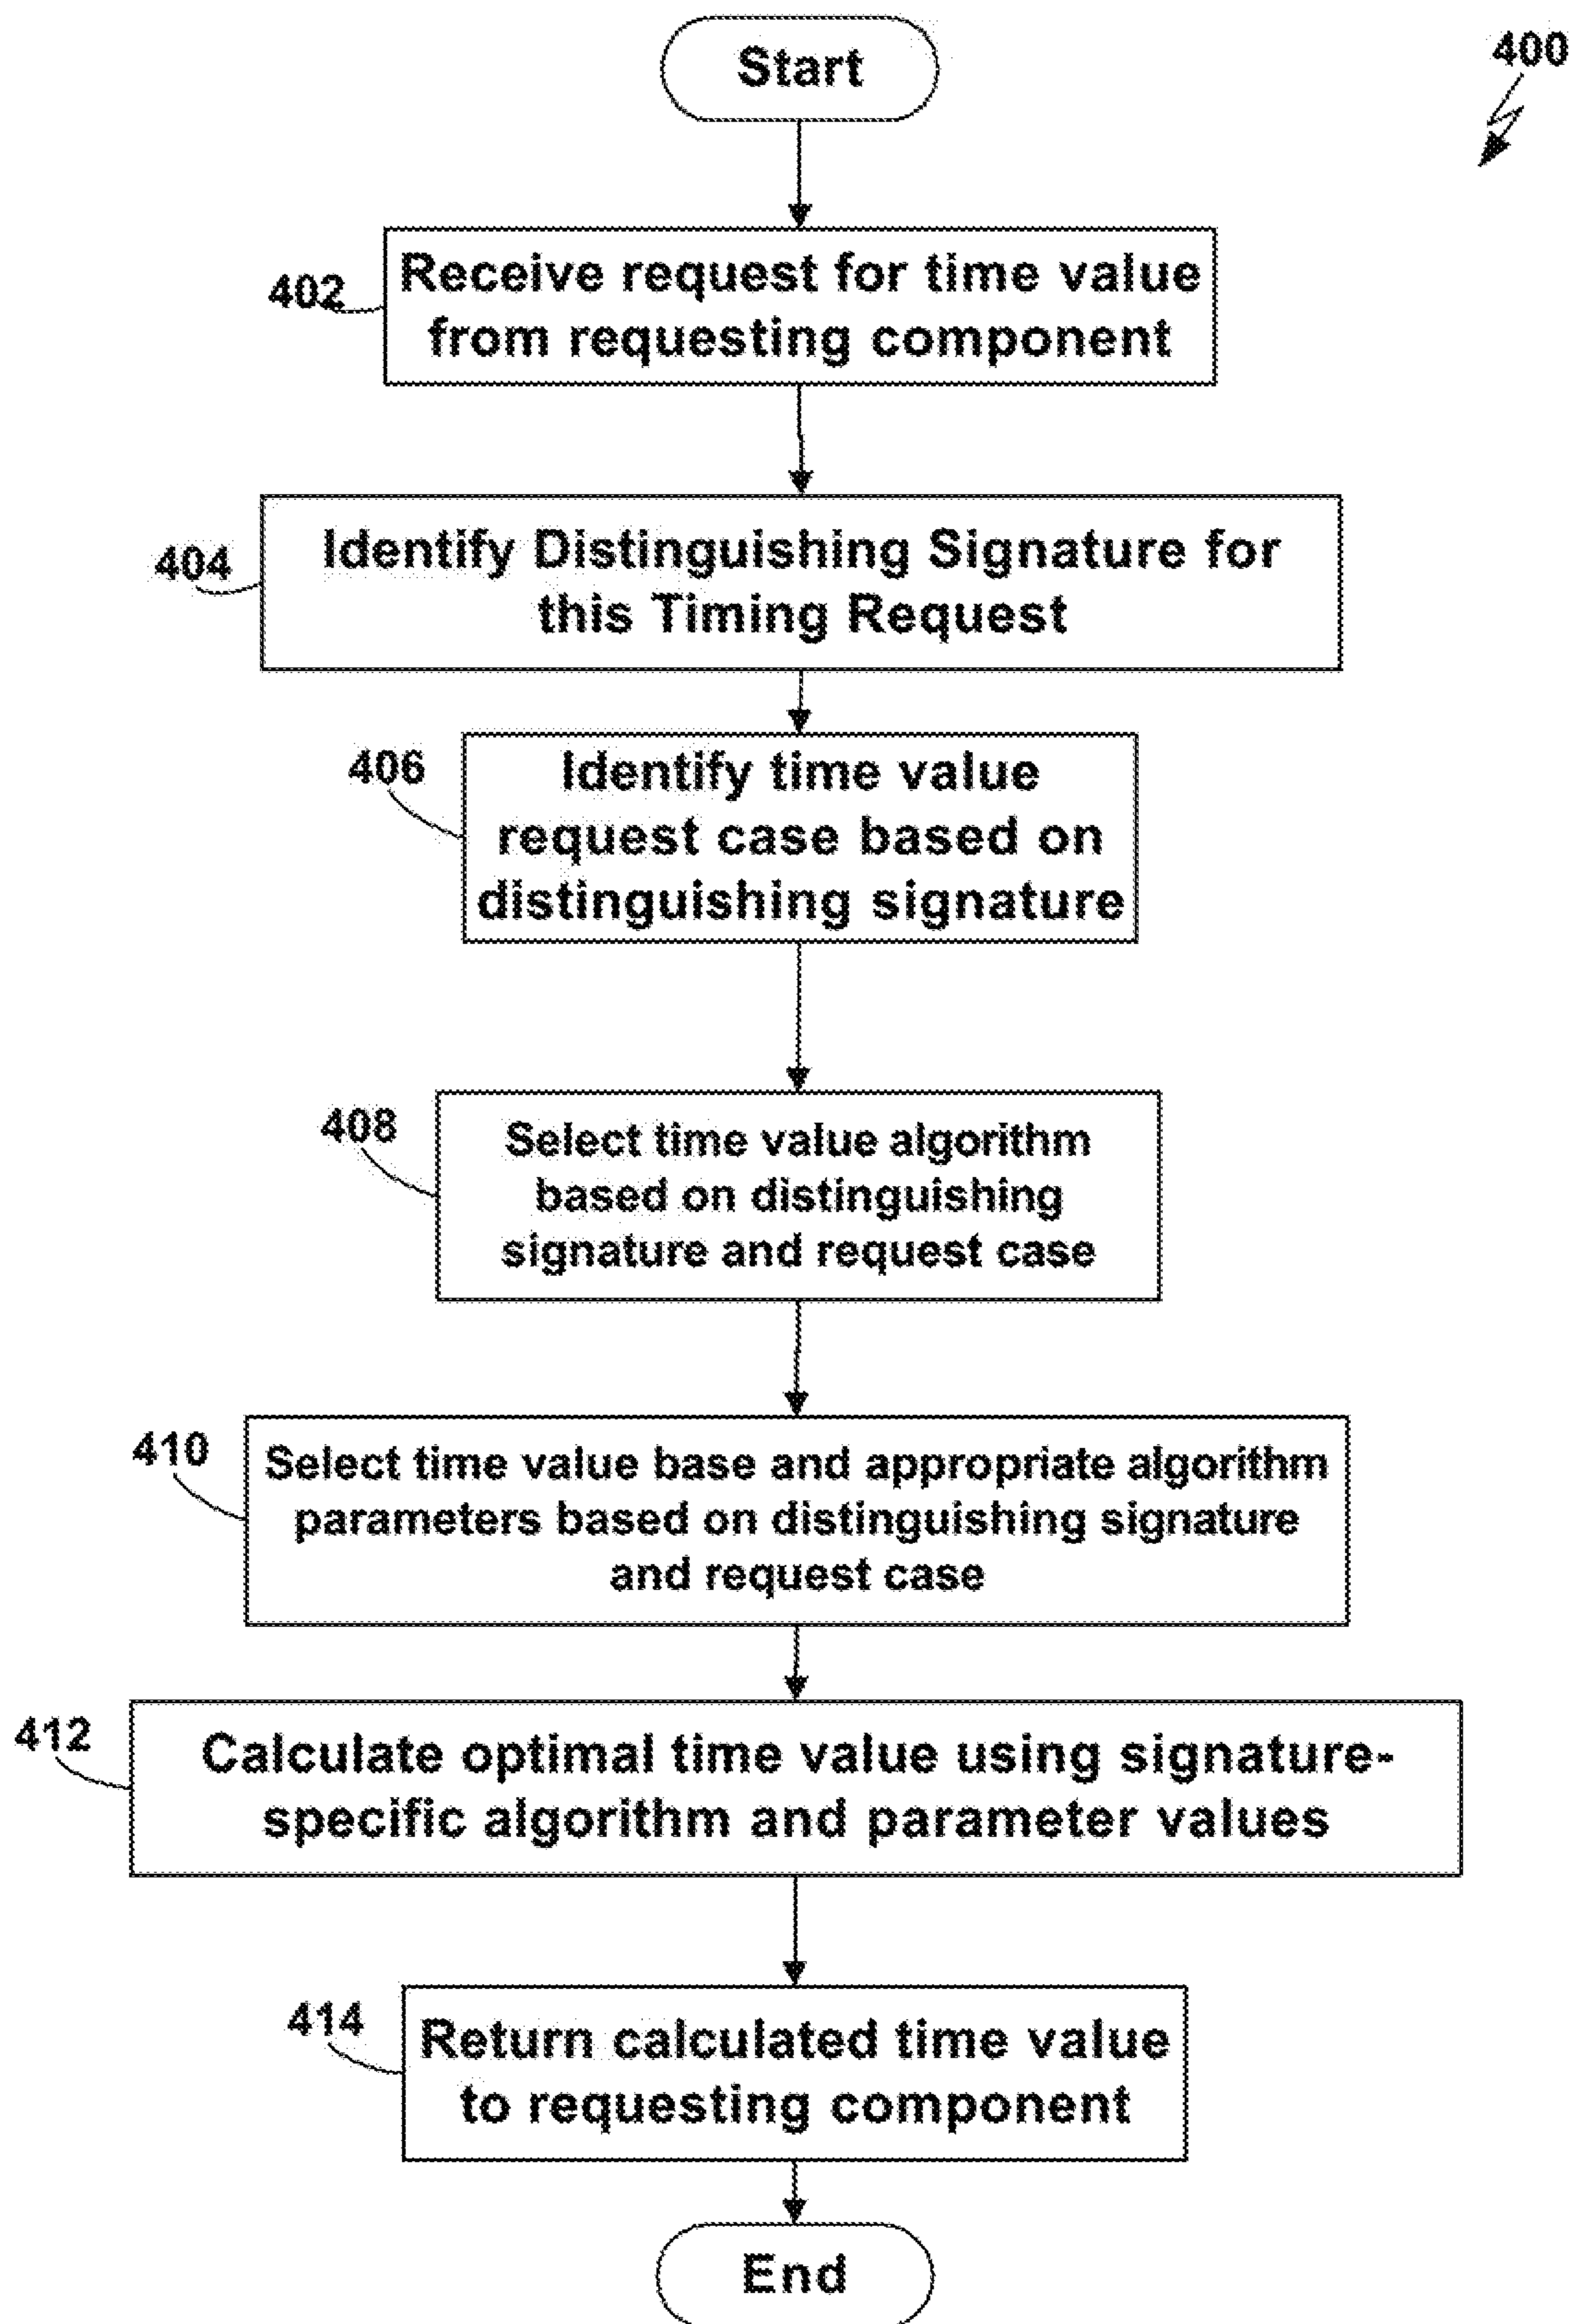 Start
400
402
Receive request for time value
from requesting component
404
Identify Distinguishing Signature for
this Timing Request
406
Identify time value
request case based on
distinguishing signature
408
Select time value algorithm
based on distinguishing
signature and request case
410
Select time value base and appropriate algorithm
parameters based on distinguishing signature
and request case
412
Calculate optimal time value using signature-
specific algorithm and parameter values
414
Return calculated time value
to requesting component
End